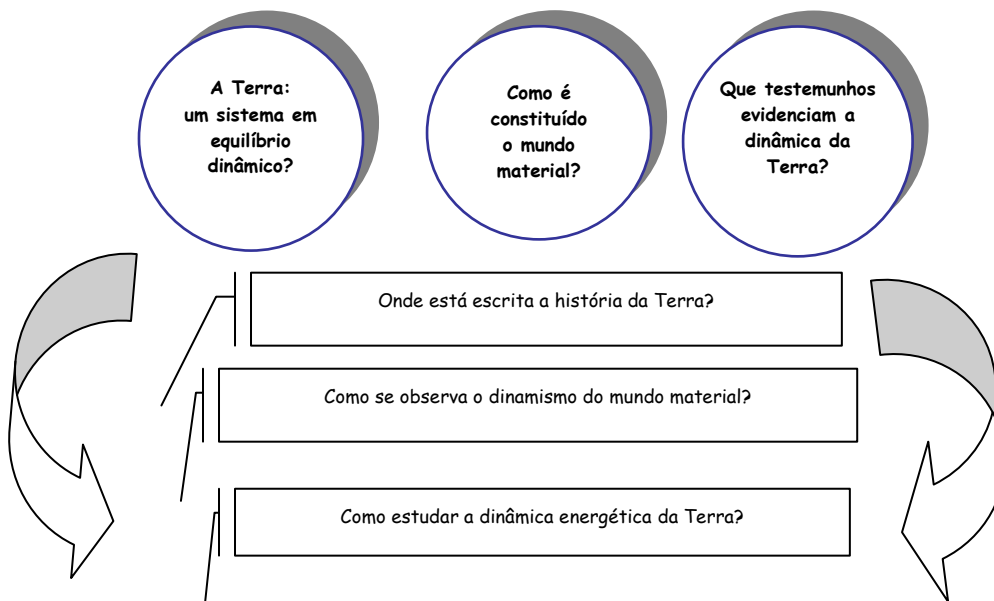 A Terra:
um sistema em
equilíbrio
dinâmico?
Como é
constituído
o mundo
material?
Que testemunhos
evidenciam a
dinâmica da
Terra?
Onde está escrita a história da Terra?
Como se observa o dinamismo do mundo material?
Como estudar a dinâmica energética da Terra?